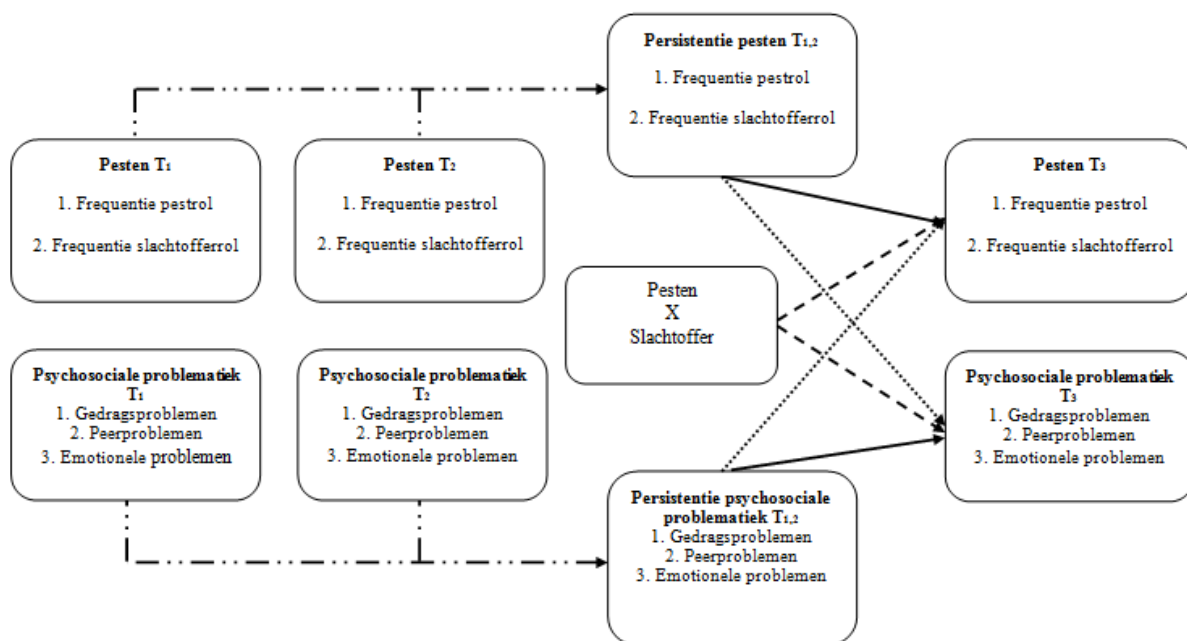 Persistentie pesten T1,2
1. Frequentie pestrol
2. Frequentie slachtofferrol
Pesten T1
1. Frequentie pestrol
2. Frequentie slachtofferrol
Pesten T2
1. Frequentie pestrol
2. Frequentie slachtofferrol
Pesten T3
1. Frequentie pestrol
2. Frequentie slachtofferrol
Pesten
X
Slachtoffer
Psychosociale problematiek
T1
1. Gedragsproblemen
2. Peerproblemen
3. Emotionele problemen
Psychosociale problematiek
T2
1. Gedragsproblemen
2. Peerproblemen
3. Emotionele problemen
Psychosociale problematiek
T3
1. Gedragsproblemen
2. Peerproblemen
3. Emotionele problemen
Persistentie psychosociale
problematiek T1,2
1. Gedragsproblemen
2. Peerproblemen
3. Emotionele problemen